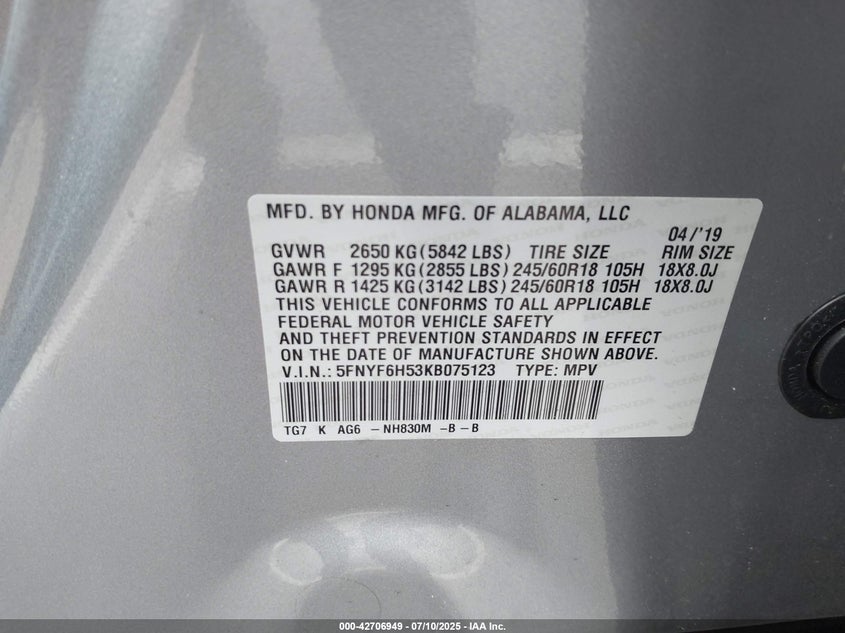 MFD. BY HONDA MFG. OF ALABAMA, LLC
04/'19
GVWR 2650 KG(5842 LBS) TIRE SIZE RIM SIZE
GAWR F 1295 KG(2855 LBS) 245/60R18 105H 18X8.0J
GAWR R 1425 KG(3142 LBS) 245/60R18 105H 18X8.0J
THIS VEHICLE CONFORMS TO ALL APPLICABLE
FEDERAL MOTOR VEHICLE SAFETY
AND THEFT PREVENTION STANDARDS IN EFFECT
ON THE DATE OF MANUFACTURE SHOWN ABOVE.
V.I.N.: 5FNYF6H53KB075123 TYPE: MPV
TG7 K AG6 -NH830M -B -B
000-42706949 - 07/10/2025 - IAA Inc.